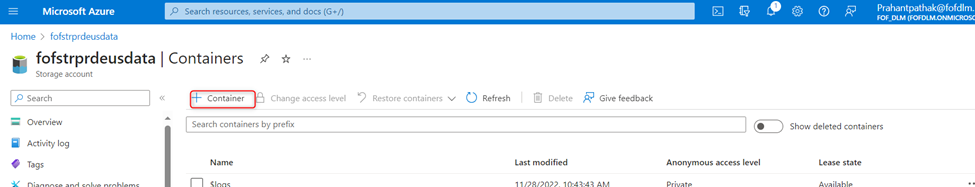 Microsoft Azure
Search resources, services, and docs (G+/)
1
Prahantpathak@fofdlm.
FOF_DLM (FOFDLM.ONMICROS
Home > fofstrprdeusdata
fofstrprdeusdata | Containers
Storage account
Search
+ Container
Change access level
Restore containers
Refresh
Delete
Give feedback
Overview
Search containers by prefix
Show deleted containers
Activity log
Tags
Name
Last modified
Anonymous access level
Lease state
Diagnose and solve problems
$logs
11/28/2022, 10:43:43 AM
Private
Available